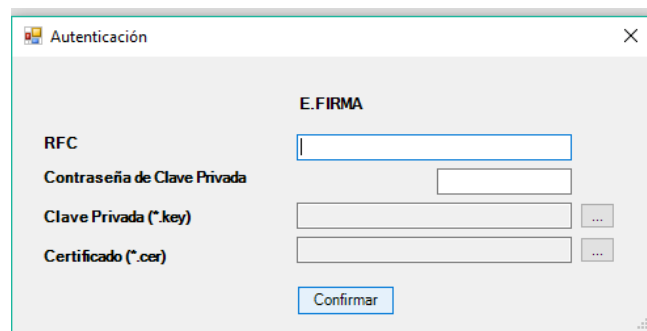 Autenticación
E.FIRMA
RFC
Contraseña de Clave Privada
Clave Privada (*.key)
...
Certificado (*.cer)
...
Confirmar